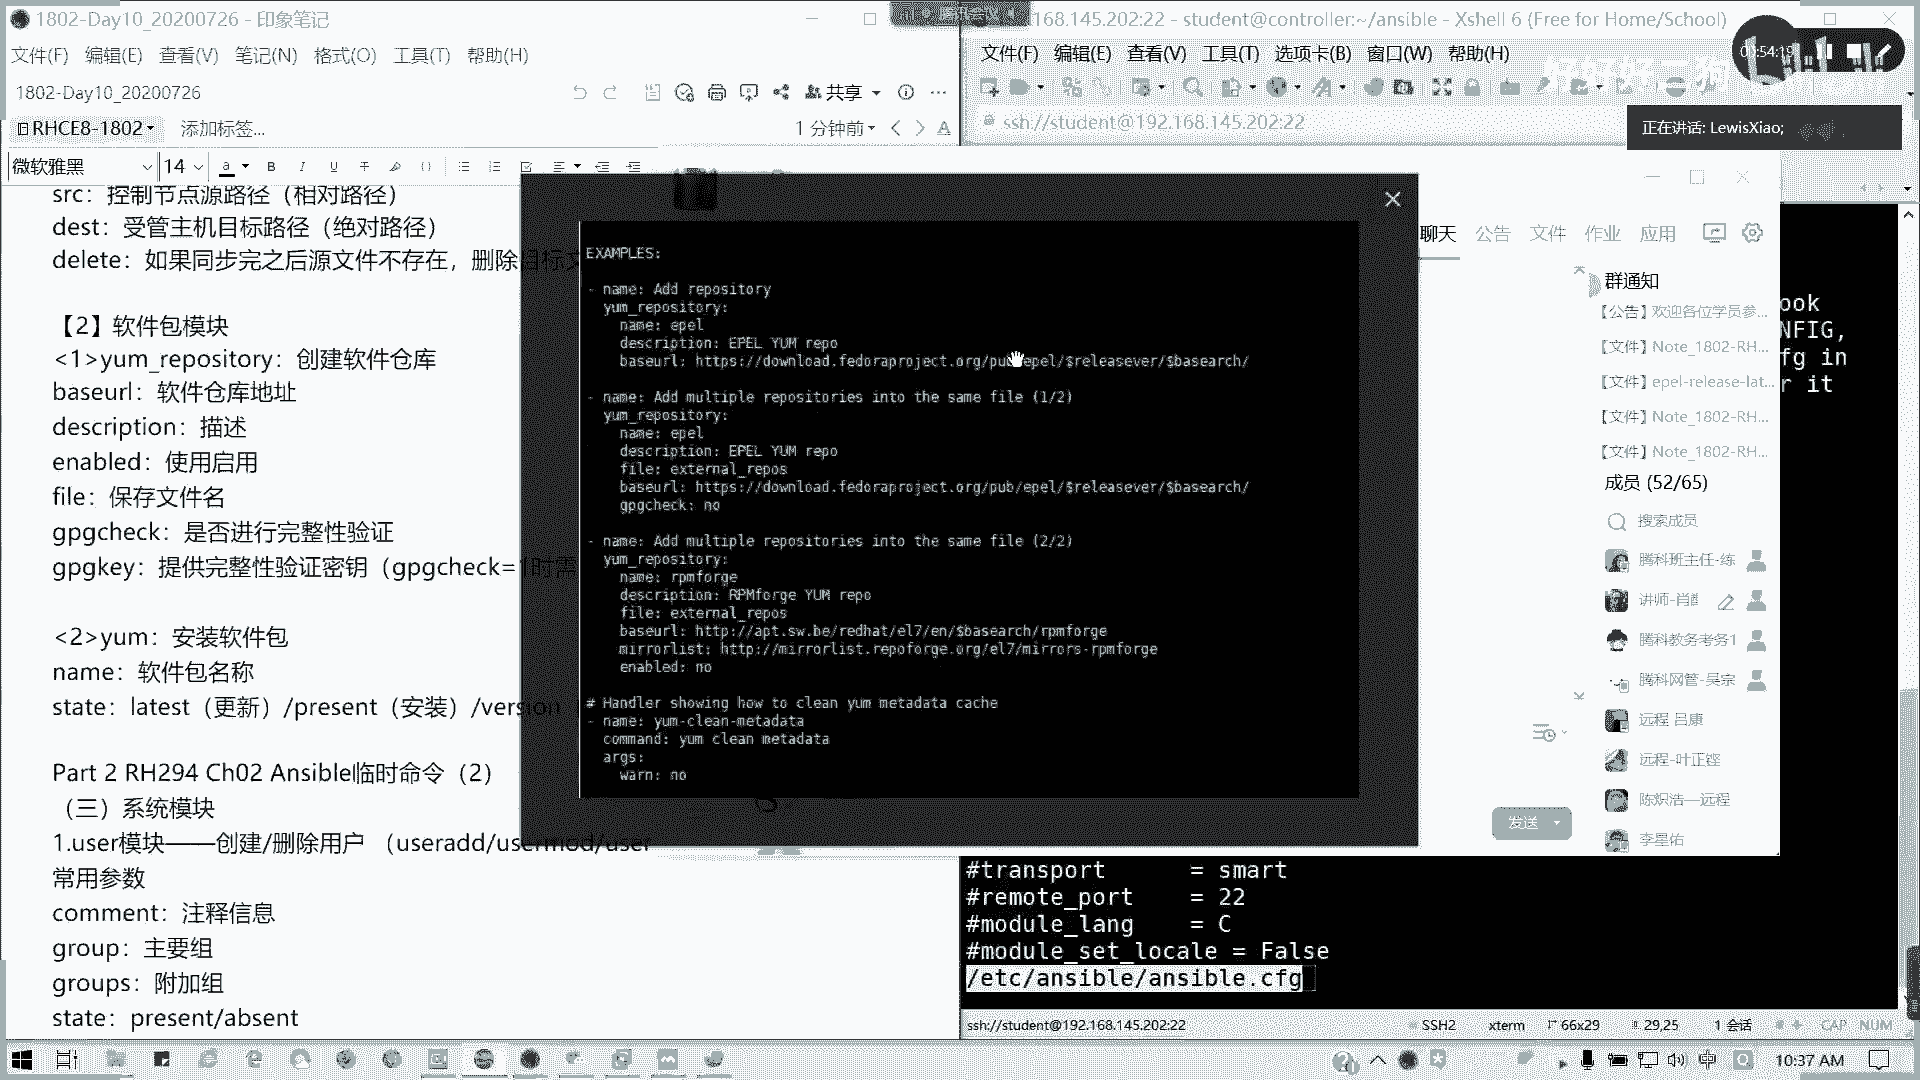 1802-Day10_20200726 - 印象笔记
文件(F) 编辑(E) 查看(V) 笔记(N) 格式(O) 工具(T) 帮助(H)
1802-Day10_20200726
共享
RHCE8-1802
添加标签...
1 分钟前
微软雅黑
14
src：控制节点源路径（相对路径）
dest：受管主机目标路径（绝对路径）
delete：如果同步完之后源文件不存在，删除目标文
【2】软件包模块
<1>yum_repository：创建软件仓库
baseurl：软件仓库地址
description：描述
enabled：使用启用
file：保存文件名
gpgcheck：是否进行完整性验证
gpgkey：提供完整性验证密钥（gpgcheck=1时需
<2>yum：安装软件包
name：软件包名称
state：latest（更新）/present（安装）/version
Part 2 RH294 Ch02 Ansible临时命令（2）
（三）系统模块
1.user模块——创建/删除用户 （useradd/usermod/user
常用参数
comment：注释信息
group：主要组
groups：附加组
state：present/absent
168.145.202:22 - student@controller:~/ansible - Xshell 6 (Free for Home/School)
文件(F) 编辑(E) 查看(V) 工具(T) 选项卡(B) 窗口(W) 帮助(H)
ssh://student@192.168.145.202:22
正在讲话: LewisXiao;
EXAMPLES:
- name: Add repository
yum_repository:
name: epel
description: EPEL YUM repo
baseurl: https://download.fedoraproject.org/pub/epel/$releasever/$basearch/
- name: Add multiple repositories into the same file (1/2)
yum_repository:
name: epel
description: EPEL YUM repo
file: external_repos
baseurl: https://download.fedoraproject.org/pub/epel/$releasever/$basearch/
gpgcheck: no
- name: Add multiple repositories into the same file (2/2)
yum_repository:
name: rpmforge
description: RPMforge YUM repo
file: external_repos
baseurl: http://apt.sw.be/redhat/el7/en/$basearch/rpmforge
mirrorlist: http://mirrorlist.repoforge.org/el7/mirrors-rpmforge
enabled: no
# Handler showing how to clean yum metadata cache
- name: yum-clean-metadata
command: yum clean metadata
args:
warn: no
聊天 公告 文件 作业 应用
群通知
【公告】欢迎各位学员参...
【文件】Note_1802-RH...
【文件】epel-release-lat...
【文件】Note_1802-RH...
【文件】Note_1802-RH...
成员 (52/65)
搜索成员
腾科班主任-练
讲师-肖
腾科教务考务1
腾科网管-吴宗
远程 吕康
远程-叶正铿
陈炽浩—远程
李星佑
发送
ook
NFIG,
fg in
r it
#transport = smart
#remote_port = 22
#module_lang = C
#module_set_locale = False
/etc/ansible/ansible.cfg
ssh://student@192.168.145.202:22
SSH2
xterm
66x29
29,25
1 会话
CAP NUM
中
10:37 AM